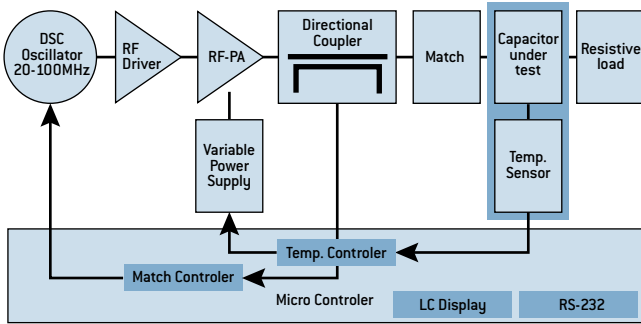 DSC
Oscillator
20-100MHz
RF
Driver
RF-PA
Directional
Coupler
Match
Capacitor
under
test
Resistive
load
Variable
Power
Supply
Temp.
Sensor
Temp. Controler
Match Controler
Micro Controler
LC Display
RS-232